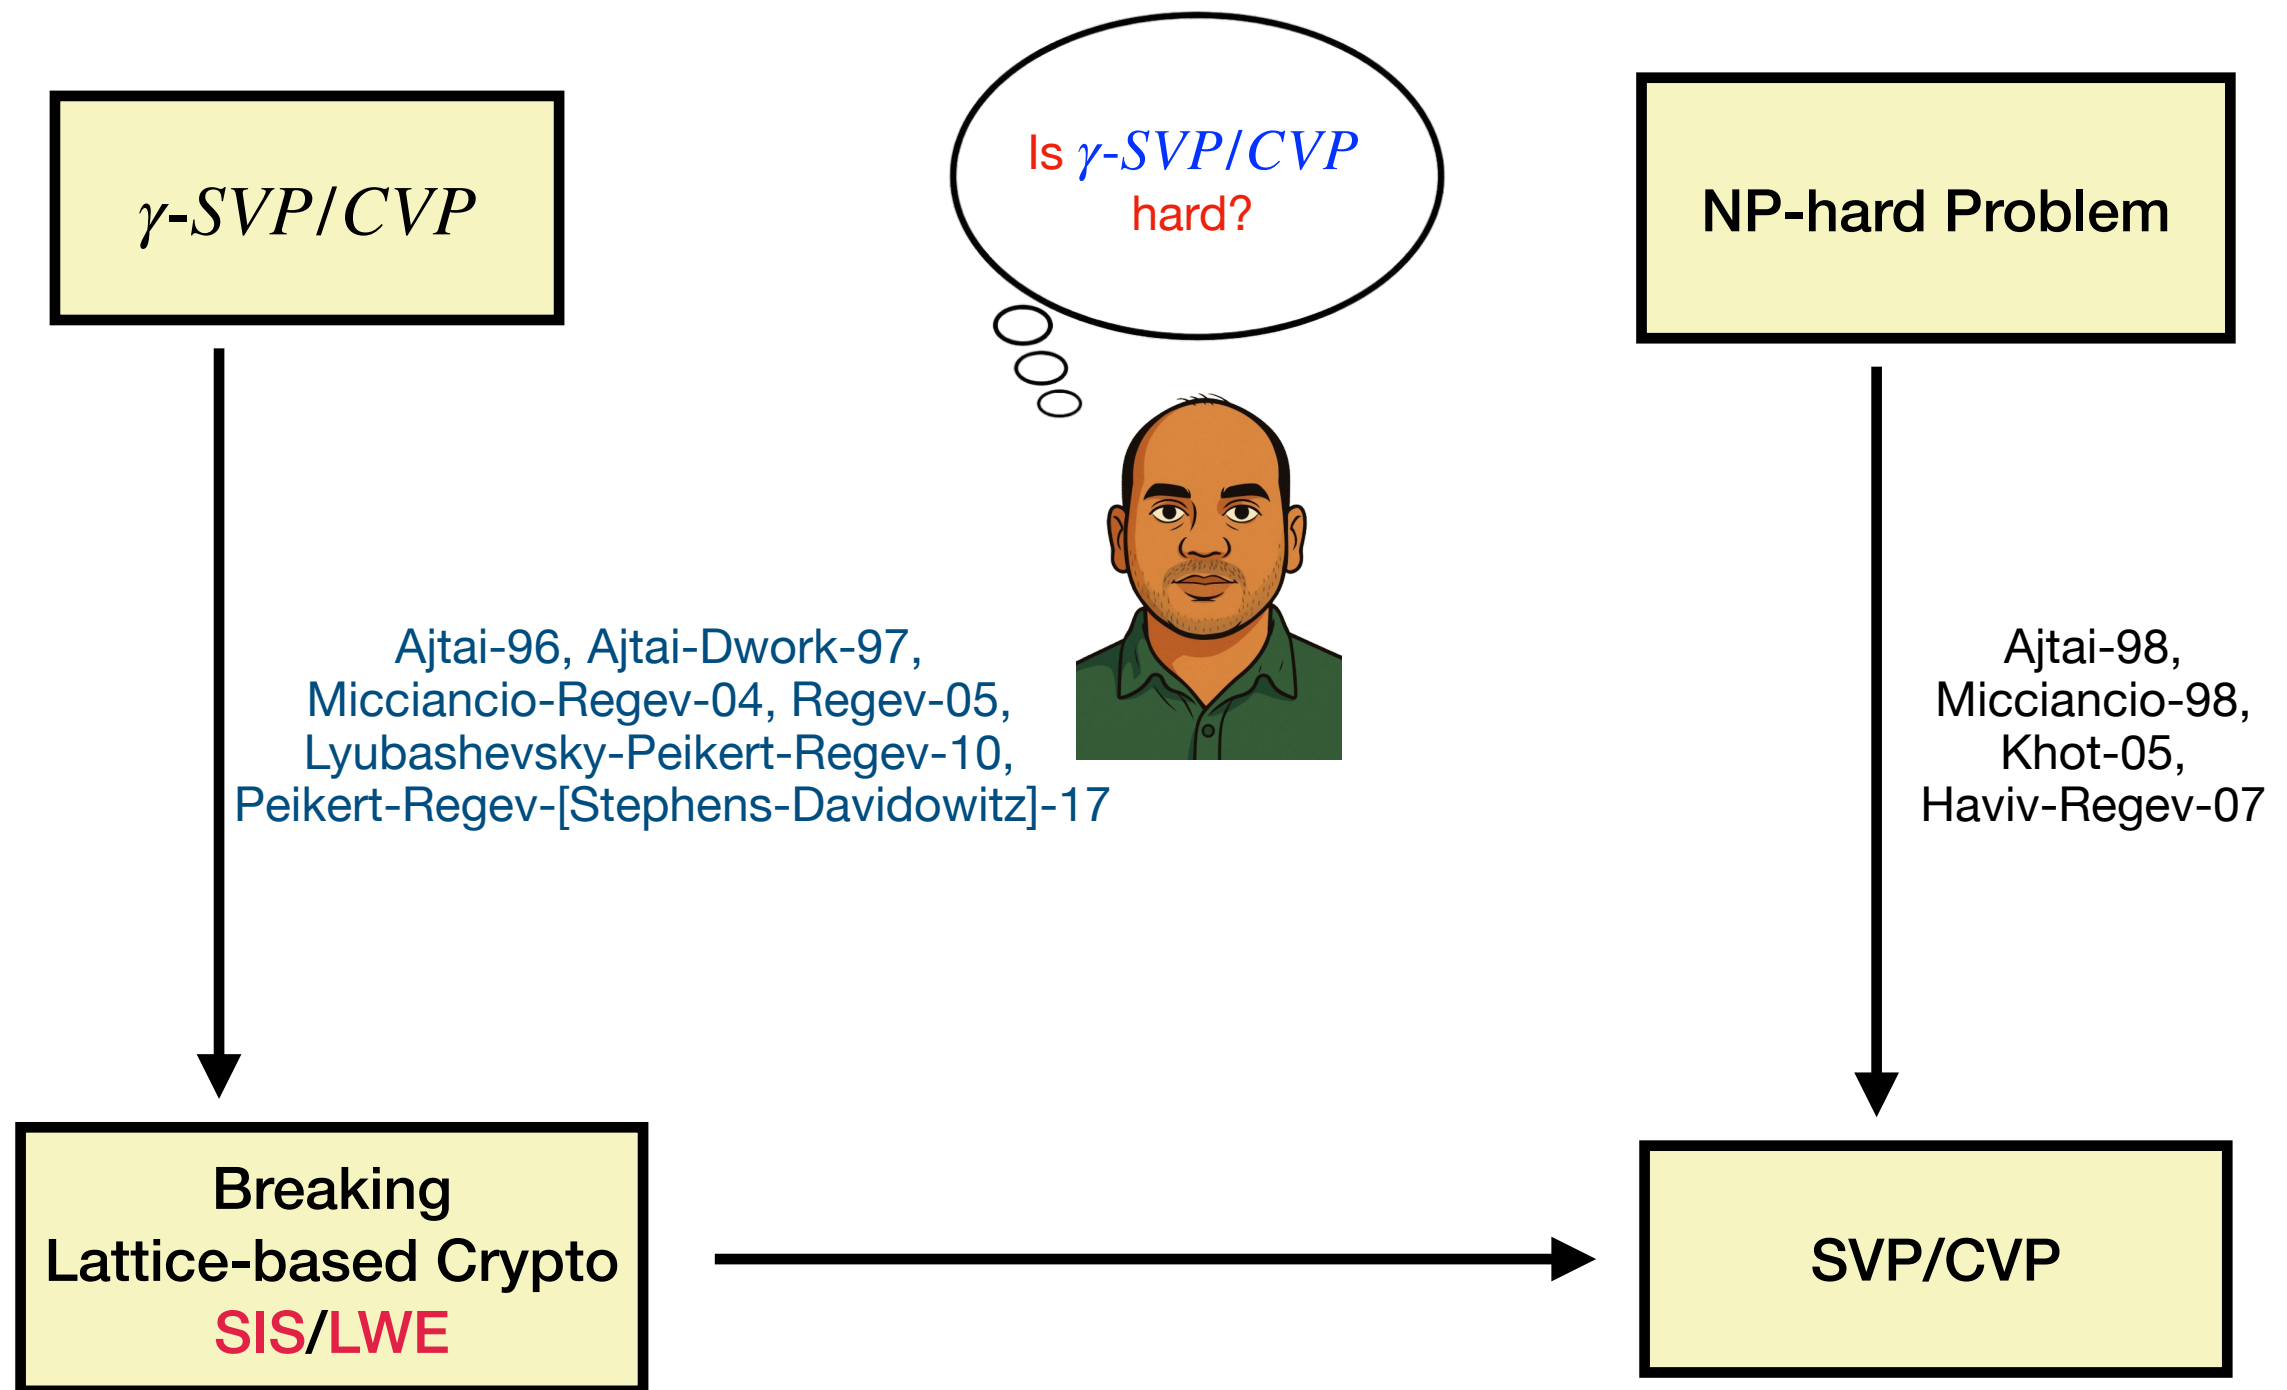 γ-SVP/CVP
Is γ-SVP/CVP
hard?
NP-hard Problem
Ajtai-96, Ajtai-Dwork-97,
Micciancio-Regev-04, Regev-05,
Lyubashevsky-Peikert-Regev-10,
Peikert-Regev-[Stephens-Davidowitz]-17
Ajtai-98,
Micciancio-98,
Khot-05,
Haviv-Regev-07
Breaking
Lattice-based Crypto
SIS/LWE
SVP/CVP